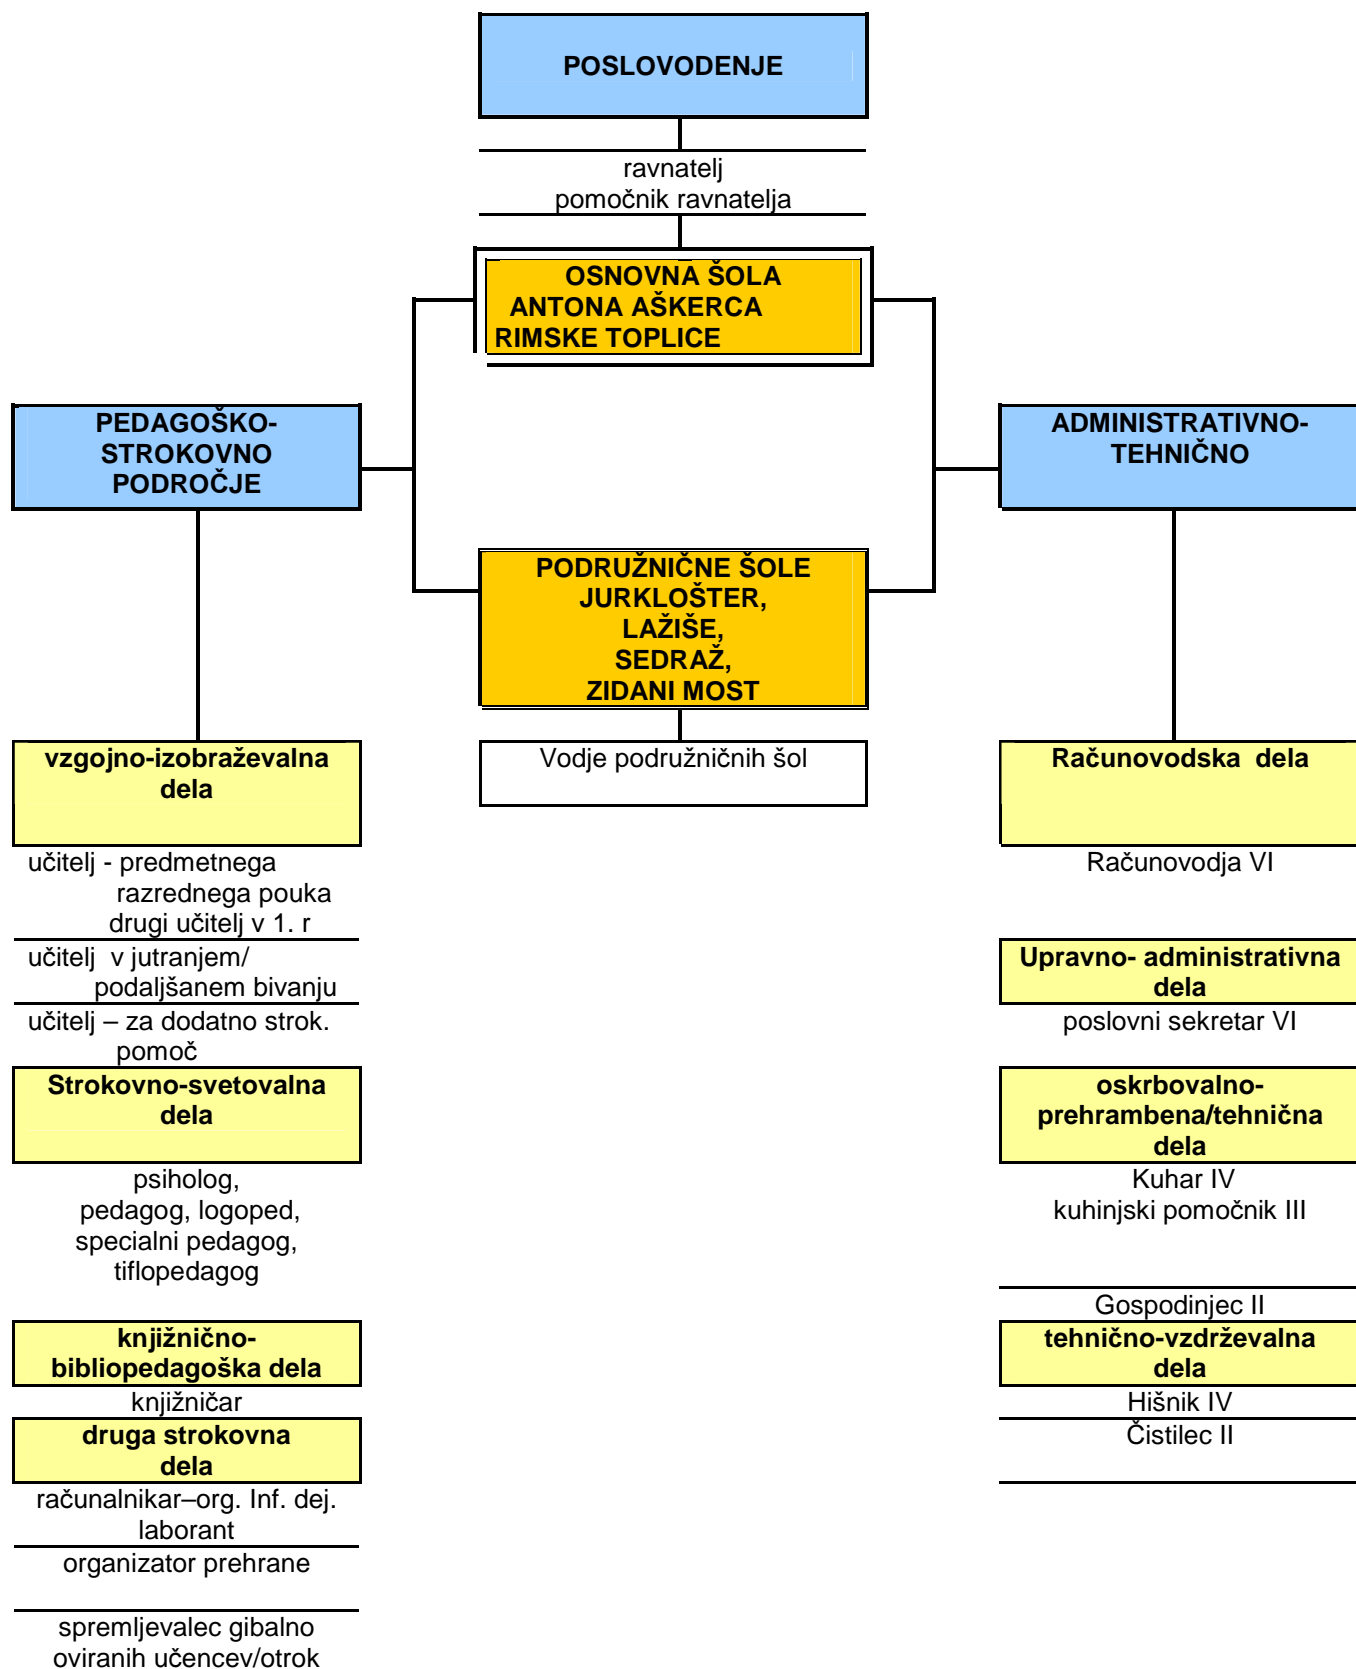 POSLOVODENJE
ravnatelj
pomočnik ravnatelja
OSNOVNA ŠOLA
ANTONA AŠKERCA
RIMSKE TOPLICE
PEDAGOŠKO-
STROKOVNO
PODROČJE
ADMINISTRATIVNO-
TEHNIČNO
PODRUŽNIČNE ŠOLE
JURKLOŠTER,
LAŽIŠE,
SEDRAŽ,
ZIDANI MOST
Vodje podružničnih šol
vzgojno-izobraževalna
dela
učitelj - predmetnega
razrednega pouka
drugi učitelj v 1. r
učitelj  v jutranjem/
podaljšanem bivanju
učitelj – za dodatno strok.
pomoč
Strokovno-svetovalna
dela
psiholog,
pedagog, logoped,
specialni pedagog,
tiflopedagog
knjižnično-
bibliopedagoška dela
knjižničar
druga strokovna
dela
računalnikar–org. Inf. dej.
laborant
organizator prehrane
spremljevalec gibalno
oviranih učencev/otrok
Računovodska  dela
Računovodja VI
Upravno- administrativna
dela
poslovni sekretar VI
oskrbovalno-
prehrambena/tehnična
dela
Kuhar IV
kuhinjski pomočnik III
Gospodinjec II
tehnično-vzdrževalna
dela
Hišnik IV
Čistilec II